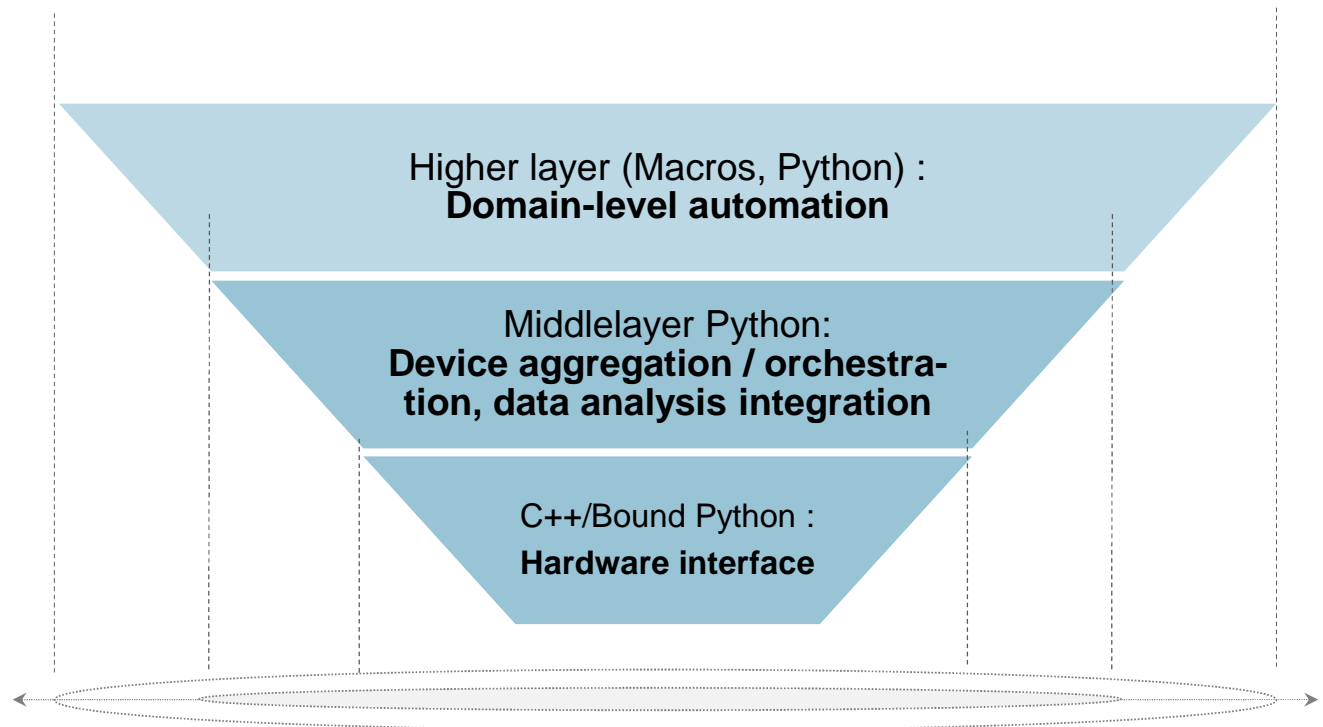 Higher layer (Macros, Python) :
Domain-level automation
Middlelayer Python:
Device aggregation / orchestra-
tion, data analysis integration
C++/Bound Python :
Hardware interface